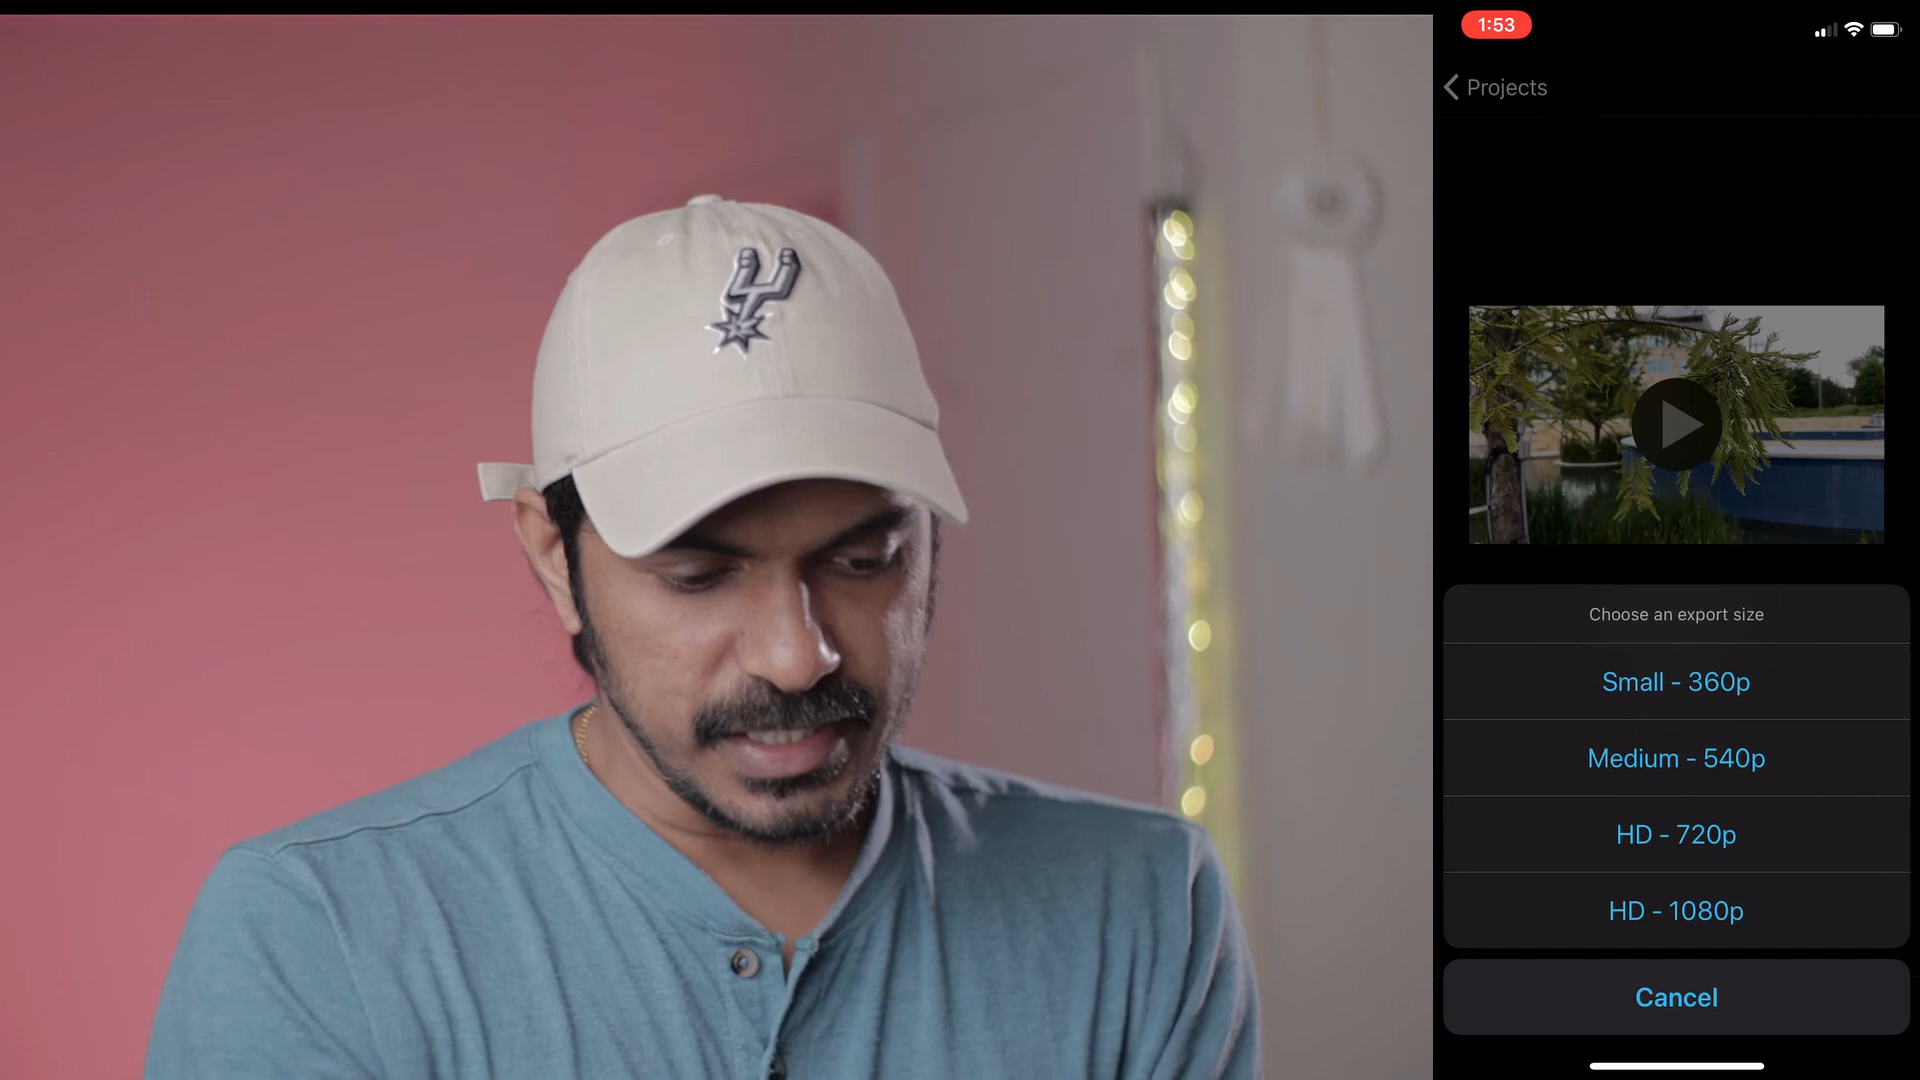 1:53
Projects
Choose an export size
Small - 360p
Medium - 540p
HD - 720p
HD - 1080p
Cancel